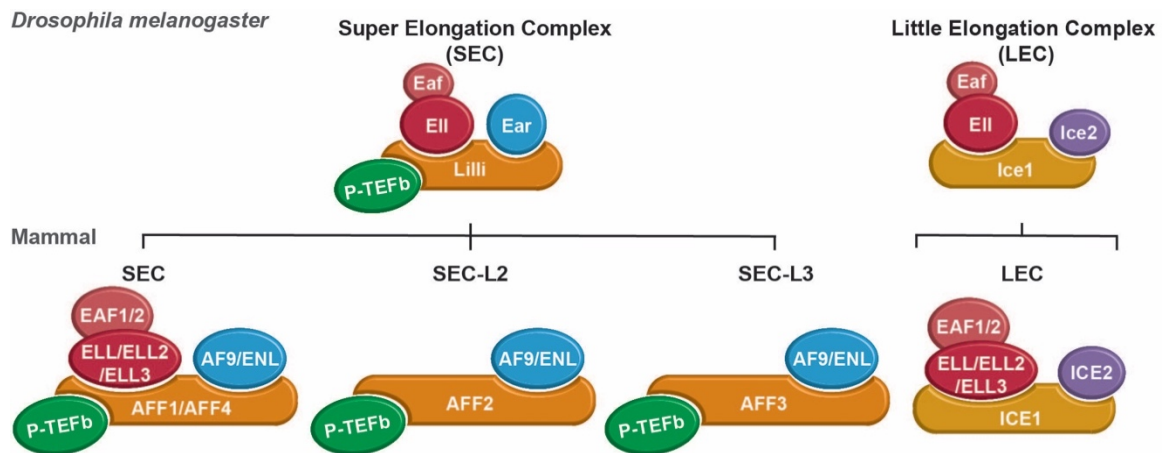 Drosophila melanogaster
Super Elongation Complex
(SEC)
Little Elongation Complex
(LEC)
Eaf
Ell
Ear
Lilli
P-TEFb
Eaf
Ell
Ice2
Ice1
Mammal
SEC
SEC-L2
SEC-L3
LEC
EAF1/2
ELL/ELL2
/ELL3
AF9/ENL
AFF1/AFF4
P-TEFb
AF9/ENL
AFF2
P-TEFb
AF9/ENL
AFF3
P-TEFb
EAF1/2
ELL/ELL2
/ELL3
ICE2
ICE1